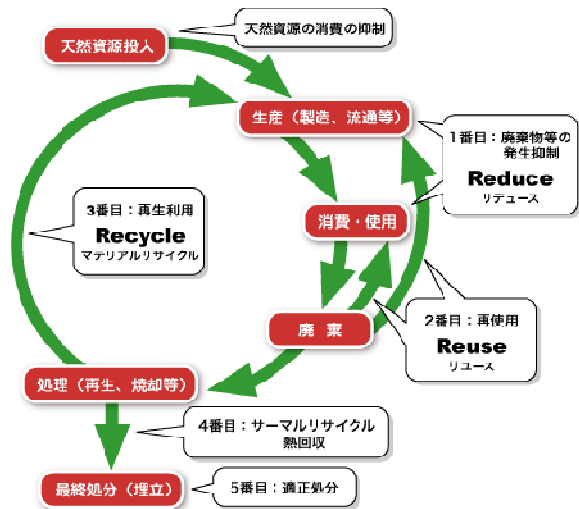 天然資源の消費の抑制
天然資源投入
生産（製造、流通等）
1番目：廃棄物等の
発生抑制
Reduce
リデュース
消費・使用
3番目：再生利用
Recycle
マテリアルリサイクル
廃 棄
2番目：再使用
Reuse
リユース
処理（再生、焼却等）
4番目：サーマルリサイクル
熱回収
最終処分（埋立）
5番目：適正処分